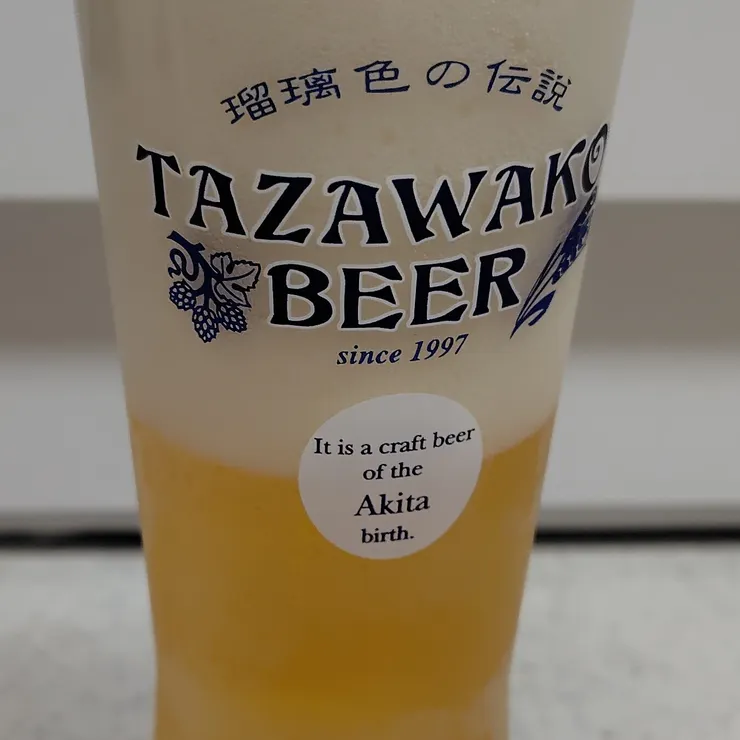 瑠璃色の伝説
TAZAWAKO
BEER
since 1997
It is a craft beer
of the
Akita
birth.